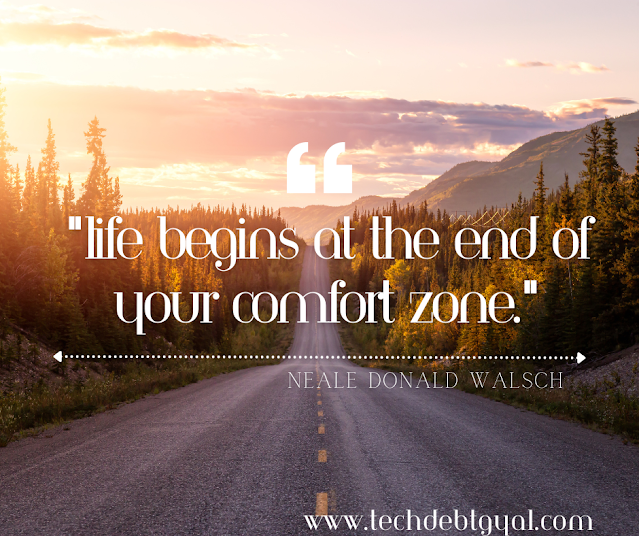 "life begins at the end of
your comfort zone."
NEALE DONALD WALSCH
www.techdebtgyal.com